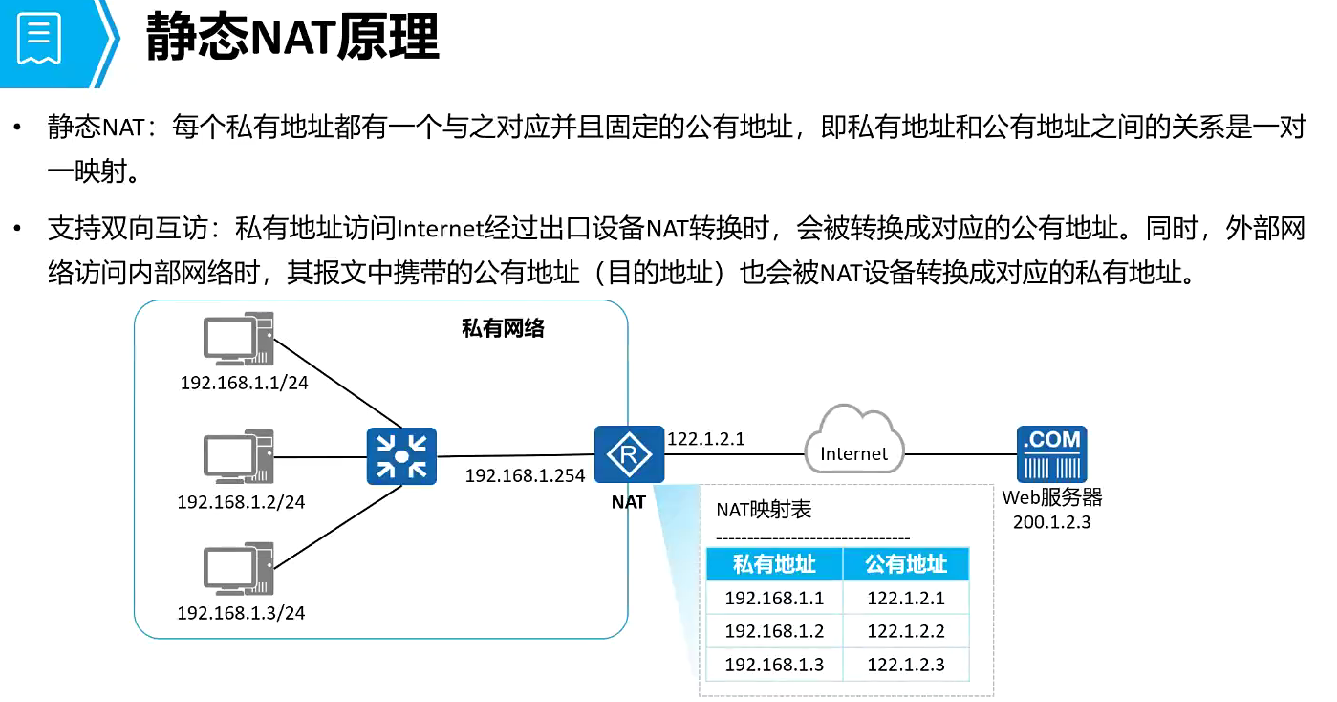 静态NAT原理
• 静态NAT：每个私有地址都有一个与之对应并且固定的公有地址，即私有地址和公有地址之间的关系是一对
一映射。
• 支持双向互访：私有地址访问Internet经过出口设备NAT转换时，会被转换成对应的公有地址。同时，外部网
络访问内部网络时，其报文中携带的公有地址（目的地址）也会被NAT设备转换成对应的私有地址。
私有网络
192.168.1.1/24
192.168.1.2/24
192.168.1.3/24
192.168.1.254
R
NAT
122.1.2.1
Internet
.COM
Web服务器
200.1.2.3
NAT映射表
-------------------------------
私有地址 公有地址
192.168.1.1 122.1.2.1
192.168.1.2 122.1.2.2
192.168.1.3 122.1.2.3